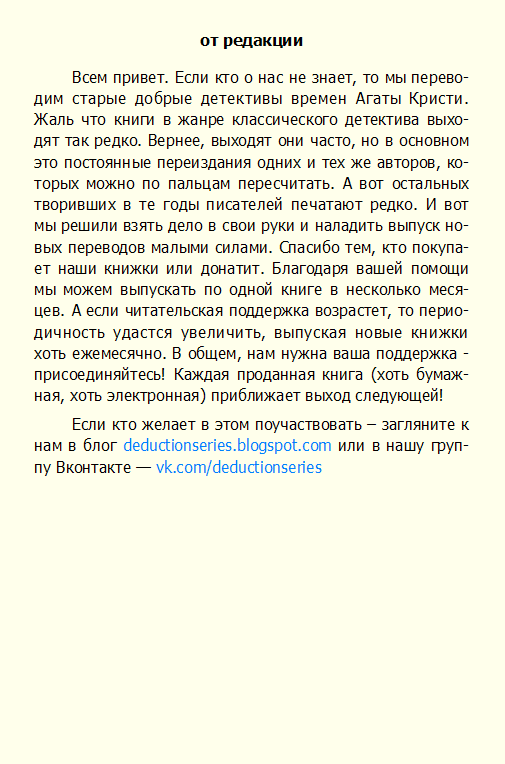 от редакции
Всем привет. Если кто о нас не знает, то мы перево-
дим старые добрые детективы времен Агаты Кристи.
Жаль что книги в жанре классического детектива выхо-
дят так редко. Вернее, выходят они часто, но в основном
это постоянные переиздания одних и тех же авторов, ко-
торых можно по пальцам пересчитать. А вот остальных
творивших в те годы писателей печатают редко. И вот
мы решили взять дело в свои руки и наладить выпуск но-
вых переводов малыми силами. Спасибо тем, кто покупа-
ет наши книжки или донатит. Благодаря вашей помощи
мы можем выпускать по одной книге в несколько меся-
цев. А если читательская поддержка возрастет, то перио-
дичность удастся увеличить, выпуская новые книжки
хоть ежемесячно. В общем, нам нужна ваша поддержка -
присоединяйтесь! Каждая проданная книга (хоть бумаж-
ная, хоть электронная) приближает выход следующей!
Если кто желает в этом поучаствовать – загляните к
нам в блог deductionseries.blogspot.com или в нашу груп-
пу Вконтакте — vk.com/deductionseries